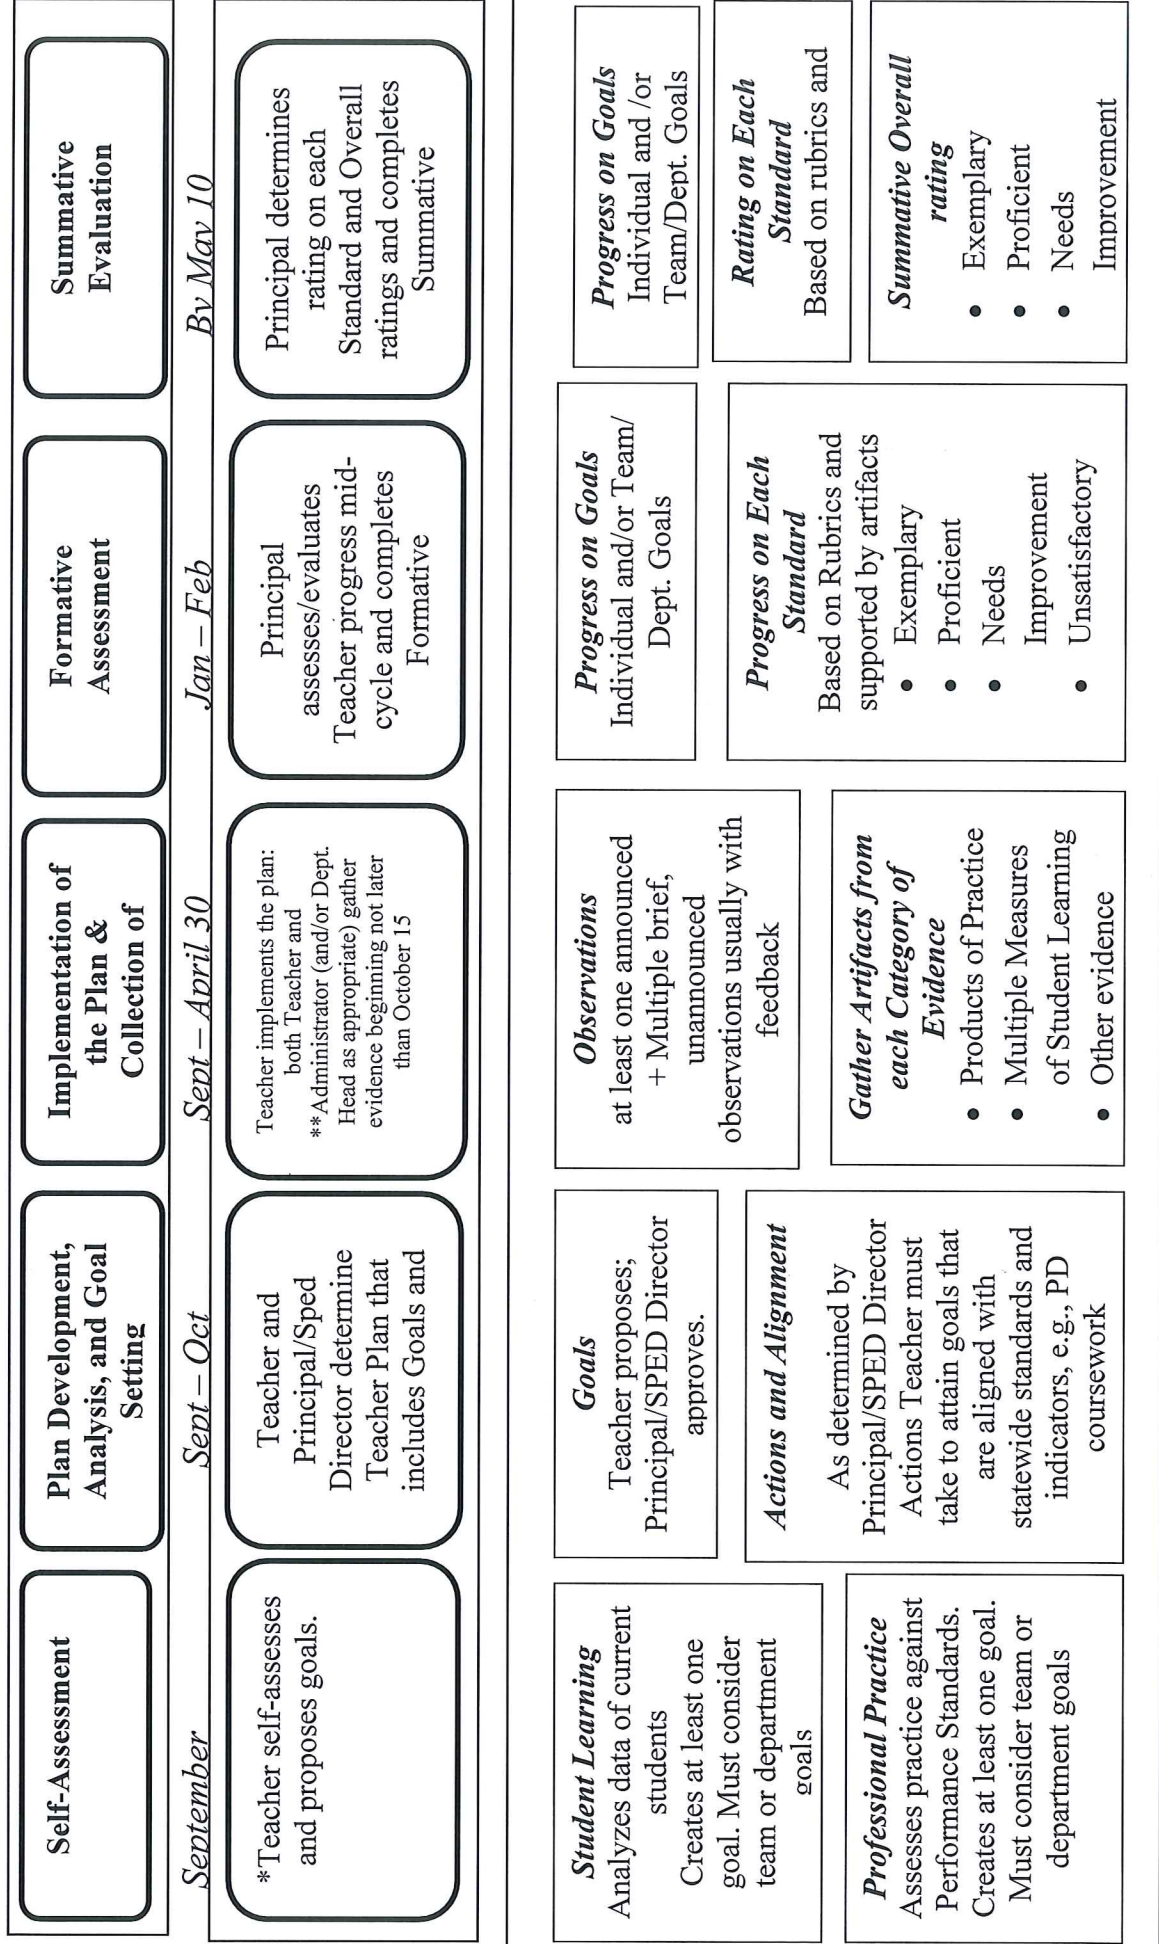 Self-Assessment
Plan Development,
Analysis, and Goal
Setting
Implementation of
the Plan &
Collection of
Formative
Assessment
Summative
Evaluation
September
Sept – Oct
Sept – April 30
Jan – Feb
By May 10
*Teacher self-assesses
and proposes goals.
Teacher and
Principal/Sped
Director determine
Teacher Plan that
includes Goals and
Teacher implements the plan:
both Teacher and
**Administrator (and/or Dept.
Head as appropriate) gather
evidence beginning not later
than October 15
Principal
assesses/evaluates
Teacher progress mid-
cycle and completes
Formative
Principal determines
rating on each
Standard and Overall
ratings and completes
Summative
Student Learning
Analyzes data of current
students
Creates at least one
goal. Must consider
team or department
goals
Professional Practice
Assesses practice against
Performance Standards.
Creates at least one goal.
Must consider team or
department goals
Goals
Teacher proposes;
Principal/SPED Director
approves.
Actions and Alignment
As determined by
Principal/SPED Director
Actions Teacher must
take to attain goals that
are aligned with
statewide standards and
indicators, e.g., PD
coursework
Observations
at least one announced
+ Multiple brief,
unannounced
observations usually with
feedback
Gather Artifacts from
each Category of
Evidence
• Products of Practice
• Multiple Measures
of Student Learning
• Other evidence
Progress on Goals
Individual and/or Team/
Dept. Goals
Progress on Each
Standard
Based on Rubrics and
supported by artifacts
• Exemplary
• Proficient
• Needs
Improvement
• Unsatisfactory
Progress on Goals
Individual and /or
Team/Dept. Goals
Rating on Each
Standard
Based on rubrics and
Summative Overall
rating
• Exemplary
• Proficient
• Needs
Improvement